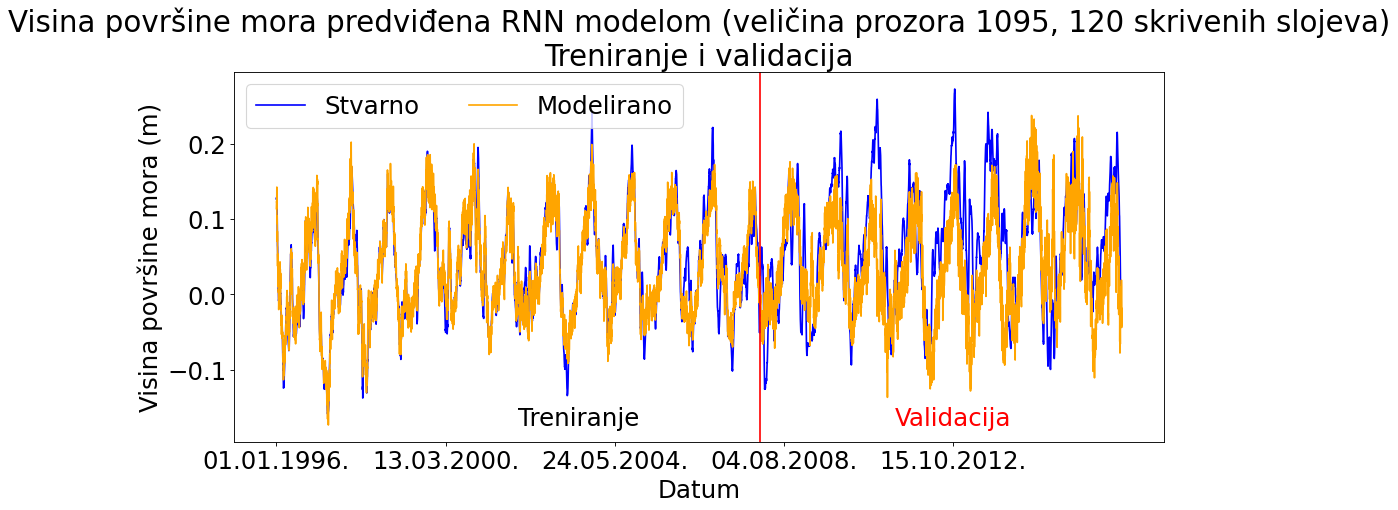 Visina površine mora predviđena RNN modelom (veličina prozora 1095, 120 skrivenih slojeva)
Treniranje i validacija
Stvarno
Modelirano
Visina površine mora (m)
0.2
0.1
0.0
−0.1
Treniranje
Validacija
01.01.1996.
13.03.2000.
24.05.2004.
04.08.2008.
15.10.2012.
Datum